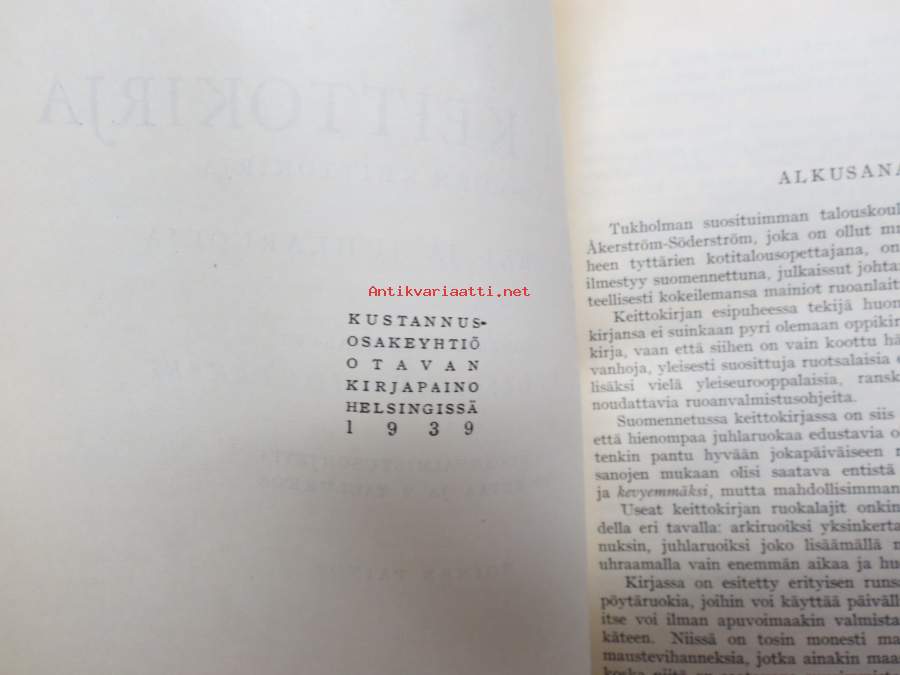 KEITTOKIRJA
Antikvariaatti.net
KUSTANNUS-
OSAKEYHTIÖ
OTAVAN
KIRJAPAINO
HELSINGISSÄ
1939
ALKUSANA
Tukholman suosituimman talouskoul
Åkerström-Söderström, joka on ollut mm
heen tyttärien kotitalousopettajana, on
ilmestyy suomennettuna, julkaissut johta
teellisesti kokeilemansa mainiot ruoanlait
Keittokirjan esipuheessa tekijä huon
kirjansa ei suinkaan pyri olemaan oppikir
kirja, vaan että siihen on vain koottu hä
vanhoja, yleisesti suosittuja ruotsalaisia
lisäksi vielä yleiseurooppalaisia, ransk
noudattavia ruoanvalmistusohjeita.
Suomennetussa keittokirjassa on siis
että hienompaa juhlaruokaa edustavia o
tenkin pantu hyvään jokapäiväiseen r
sanojen mukaan olisi saatava entistä
ja kevyemmäksi, mutta mahdollisimman
Useat keittokirjan ruokalajit onkin
della eri tavalla: arkiruoiksi yksinkerta
nuksin, juhlaruoiksi joko lisäämällä m
uhraamalla vain enemmän aikaa ja hu
Kirjassa on esitetty erityisen runsa
pöytäruokia, joihin voi käyttää päiväll
itse voi ilman apuvoimaakin valmista
käteen. Niissä on tosin monesti ma
maustevihanneksia, jotka ainakin maa